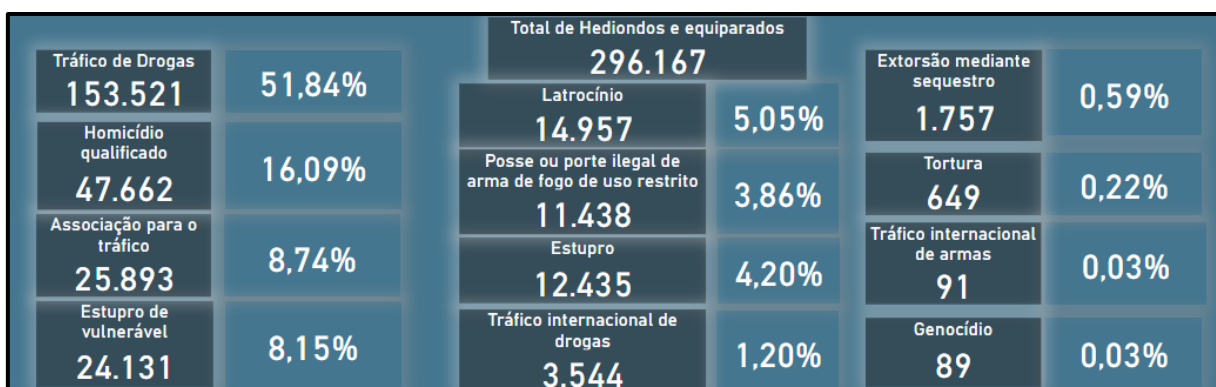 Total de Hediondos e equiparados
296.167
Tráfico de Drogas
153.521
51,84%
Homicídio
qualificado
47.662
16,09%
Associação para o
tráfico
25.893
8,74%
Estupro de
vulnerável
24.131
8,15%
Latrocínio
14.957
5,05%
Posse ou porte ilegal de
arma de fogo de uso restrito
11.438
3,86%
Estupro
12.435
4,20%
Tráfico internacional de
drogas
3.544
1,20%
Extorsão mediante
sequestro
1.757
0,59%
Tortura
649
0,22%
Tráfico internacional
de armas
91
0,03%
Genocídio
89
0,03%